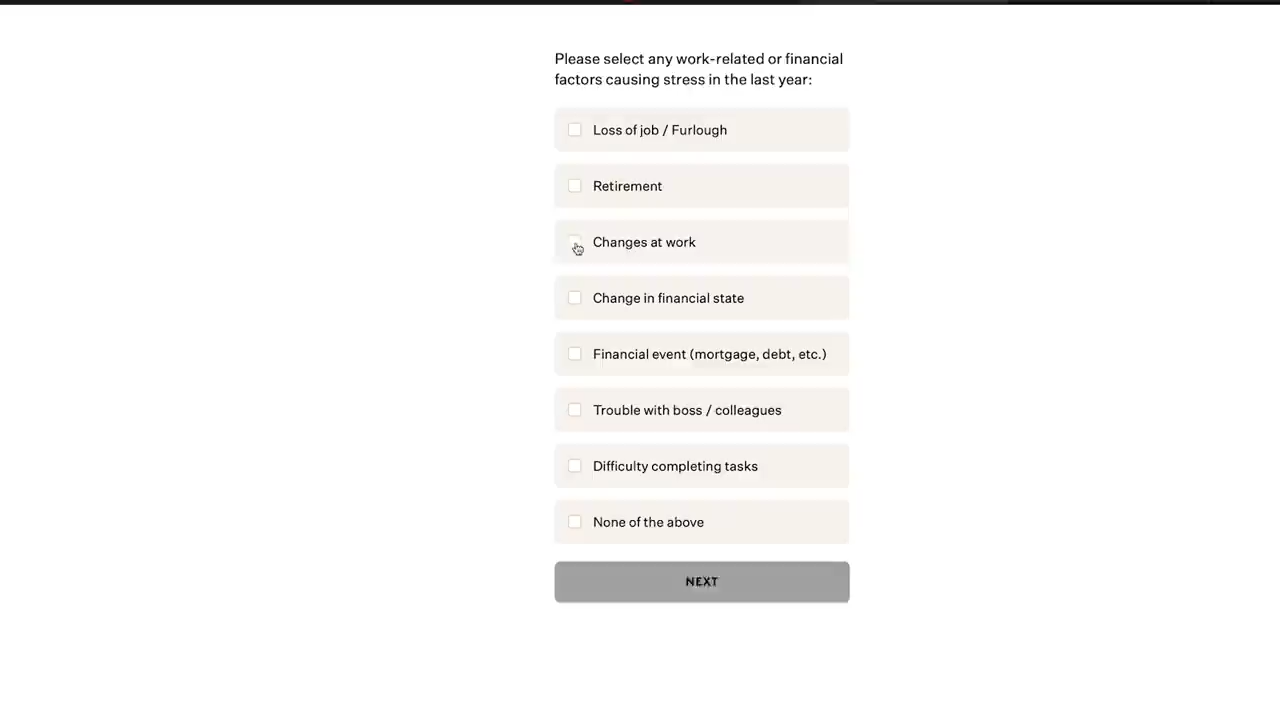 Please select any work-related or financial
factors causing stress in the last year:
Loss of job / Furlough
Retirement
Changes at work
Change in financial state
Financial event (mortgage, debt, etc.)
Trouble with boss / colleagues
Difficulty completing tasks
None of the above
NEXT